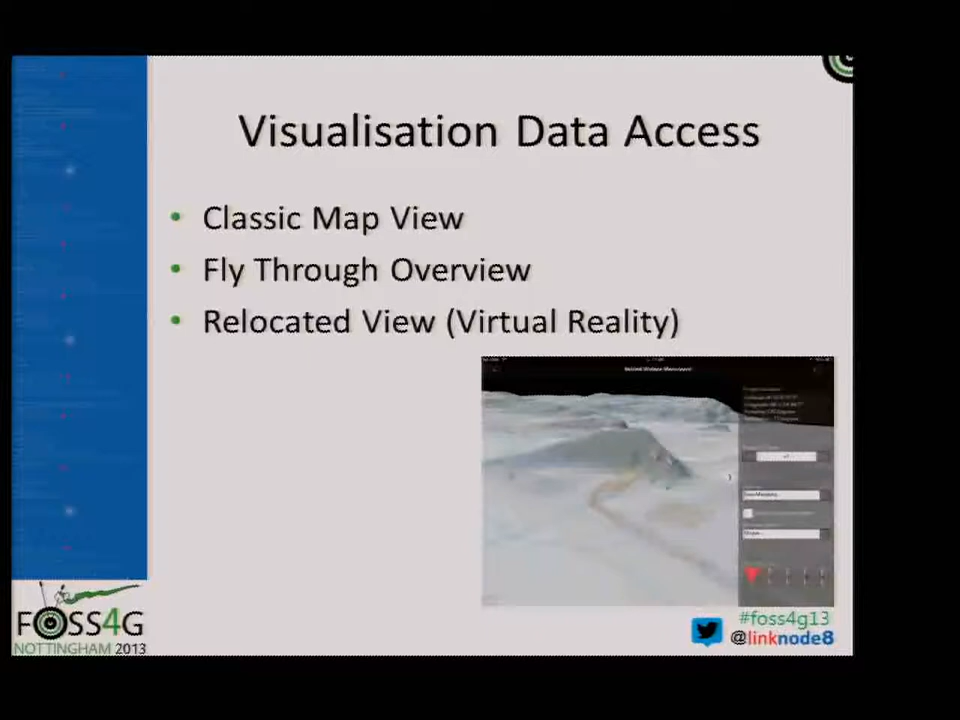 Visualisation Data Access
• Classic Map View
• Fly Through Overview
• Relocated View (Virtual Reality)
FOSS4G
NOTTINGHAM 2013
#foss4g13
@linknode8